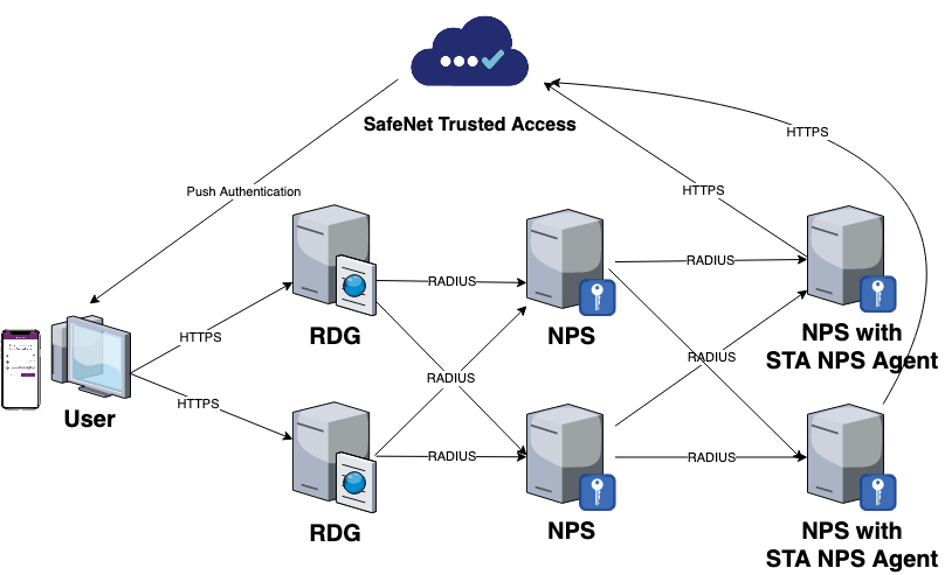 SafeNet Trusted Access
HTTPS
Push Authentication
HTTPS
RADIUS
RADIUS
HTTPS
RDG
NPS
NPS with
STA NPS Agent
RADIUS
RADIUS
HTTPS
User
RADIUS
RADIUS
RDG
NPS
NPS with
STA NPS Agent